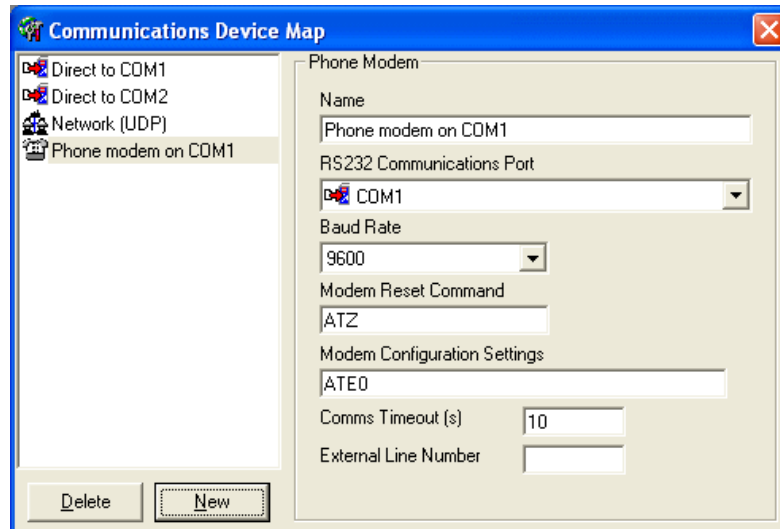 Communications Device Map
Direct to COM1
Direct to COM2
Network (UDP)
Phone modem on COM1
Delete
New
Phone Modem
Name
Phone modem on COM1
RS232 Communications Port
COM1
Baud Rate
9600
Modem Reset Command
ATZ
Modem Configuration Settings
ATE0
Comms Timeout (s)
10
External Line Number